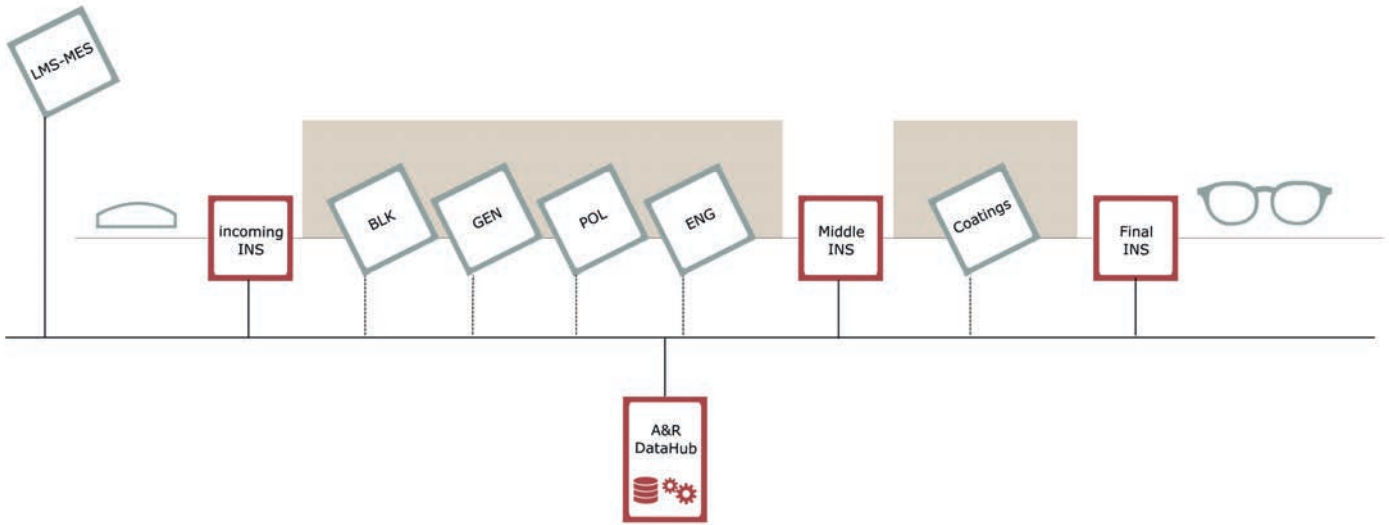 LMS-MES
incoming
INS
BLK
GEN
POL
ENG
Middle
INS
Coatings
Final
INS
A&R
DataHub